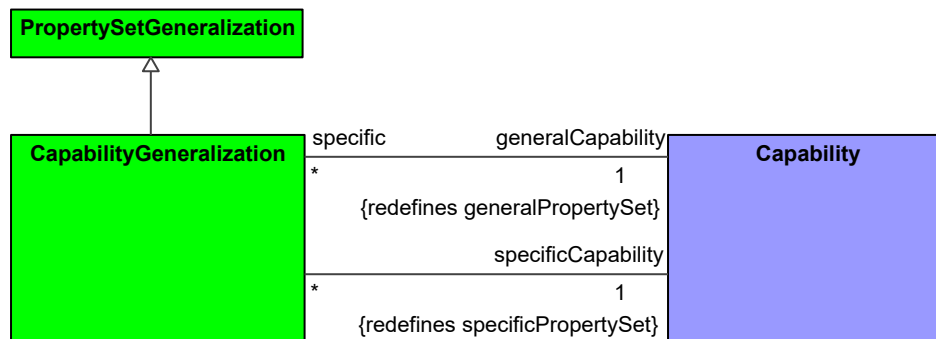 PropertySetGeneralization
CapabilityGeneralization
specific
generalCapability
Capability
*
1
{redefines generalPropertySet}
specificCapability
*
1
{redefines specificPropertySet}